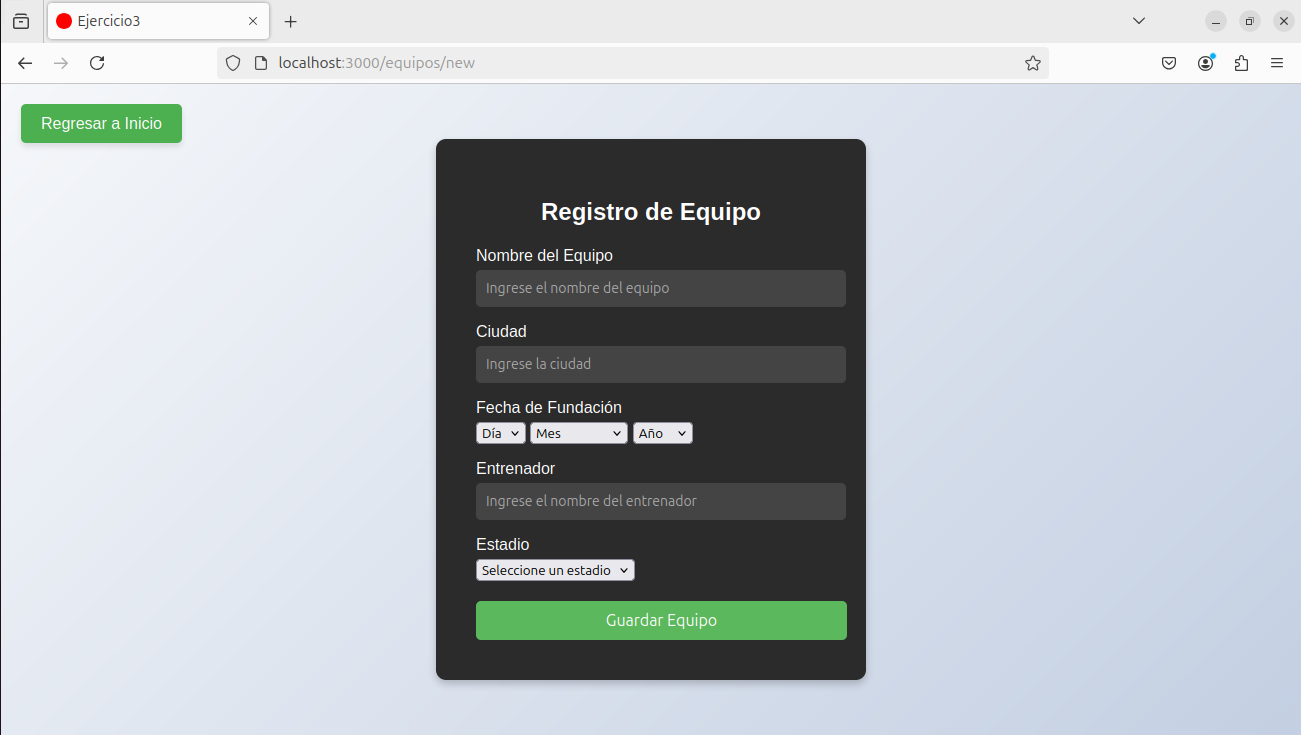 Ejercicio3
localhost:3000/equipos/new
Regresar a Inicio
Registro de Equipo
Nombre del Equipo
Ingrese el nombre del equipo
Ciudad
Ingrese la ciudad
Fecha de Fundación
Día Mes Año
Entrenador
Ingrese el nombre del entrenador
Estadio
Seleccione un estadio
Guardar Equipo